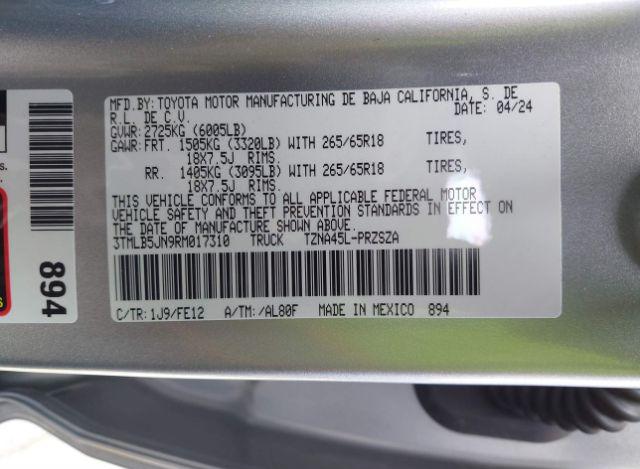 MFD.BY: TOYOTA MOTOR MANUFACTURING DE BAJA CALIFORNIA, S. DE
R.L. DE C.V. DATE: 04/24
GVWR: 2725KG (6005LB)
GAWR: FRT. 1505KG (3320LB) WITH 265/65R18 TIRES,
18X7.5J RIMS.
RR. 1405KG (3095LB) WITH 265/65R18 TIRES,
18X7.5J RIMS.
THIS VEHICLE CONFORMS TO ALL APPLICABLE FEDERAL MOTOR
VEHICLE SAFETY AND THEFT PREVENTION STANDARDS IN EFFECT ON
THE DATE OF MANUFACTURE SHOWN ABOVE.
3TMLB5JN9RM017310 TRUCK TZNA45L-PRZSZA
C/TR: 1J9/FE12 A/TM: /AL80F MADE IN MEXICO 894
894